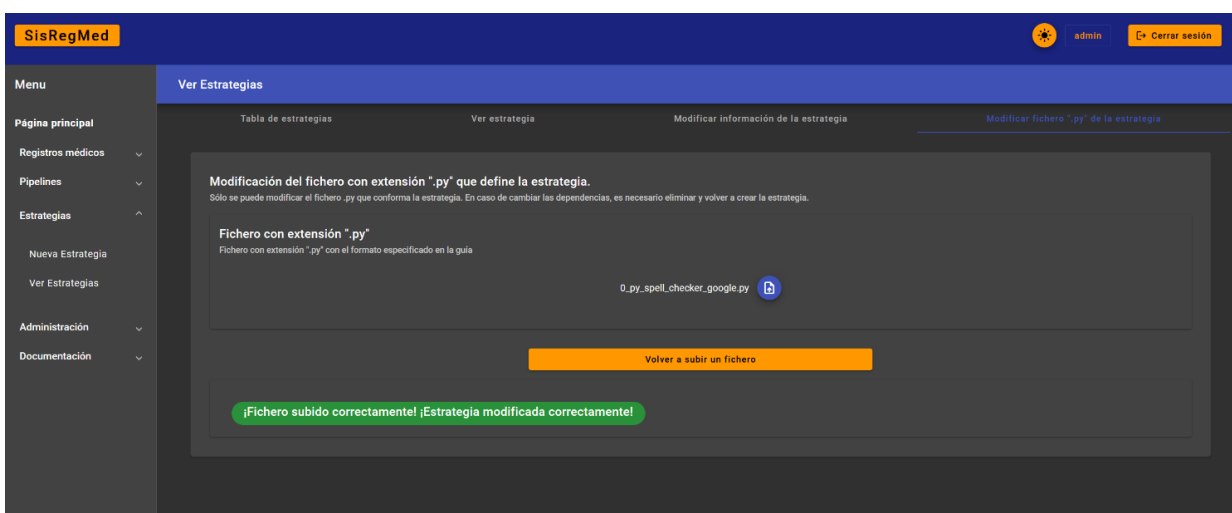 SisRegMed
admin
Cerrar sesión
Menu
Página principal
Registros médicos
Pipelines
Estrategias
Nueva Estrategia
Ver Estrategias
Administración
Documentación
Ver Estrategias
Tabla de estrategias
Ver estrategia
Modificar información de la estrategia
Modificar fichero ".py" de la estrategia
Modificación del fichero con extensión ".py" que define la estrategia.
Sólo se puede modificar el fichero .py que conforma la estrategia. En caso de cambiar las dependencias, es necesario eliminar y volver a crear la estrategia.
Fichero con extensión ".py"
Fichero con extensión ".py" con el formato especificado en la guía
0_py_spell_checker_google.py
Volver a subir un fichero
¡Fichero subido correctamente! ¡Estrategia modificada correctamente!